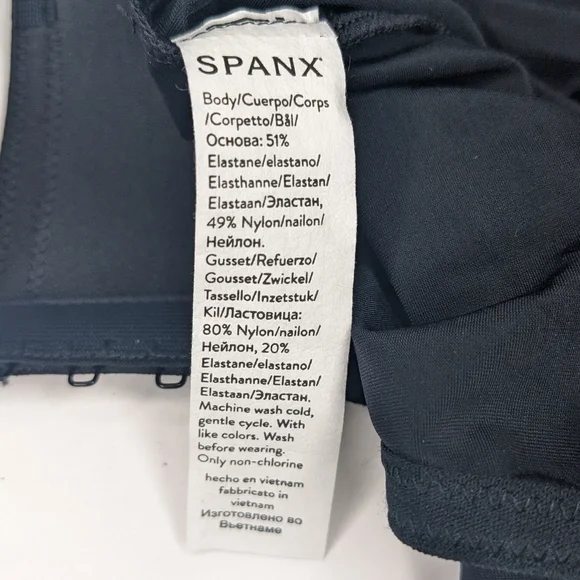 SPANX
Body/Cuerpo/Corps
/Corpetto/Bål/
Основа: 51%
Elastane/elastano/
Elasthanne/Elastan/
Elastaan/Эластан,
49% Nylon/nailon/
Нейлон.
Gusset/Refuerzo/
Gousset/Zwickel/
Tassello/Inzetstuk/
Kil/Ластовица:
80% Nylon/nailon/
Нейлон, 20%
Elastane/elastano/
Elasthanne/Elastan/
Elastaan/Эластан.
Machine wash cold,
gentle cycle. With
like colors. Wash
before wearing.
Only non-chlorine
hecho en vietnam
fabbricato in
vietnam
Изготовлено во
Вьетнаме